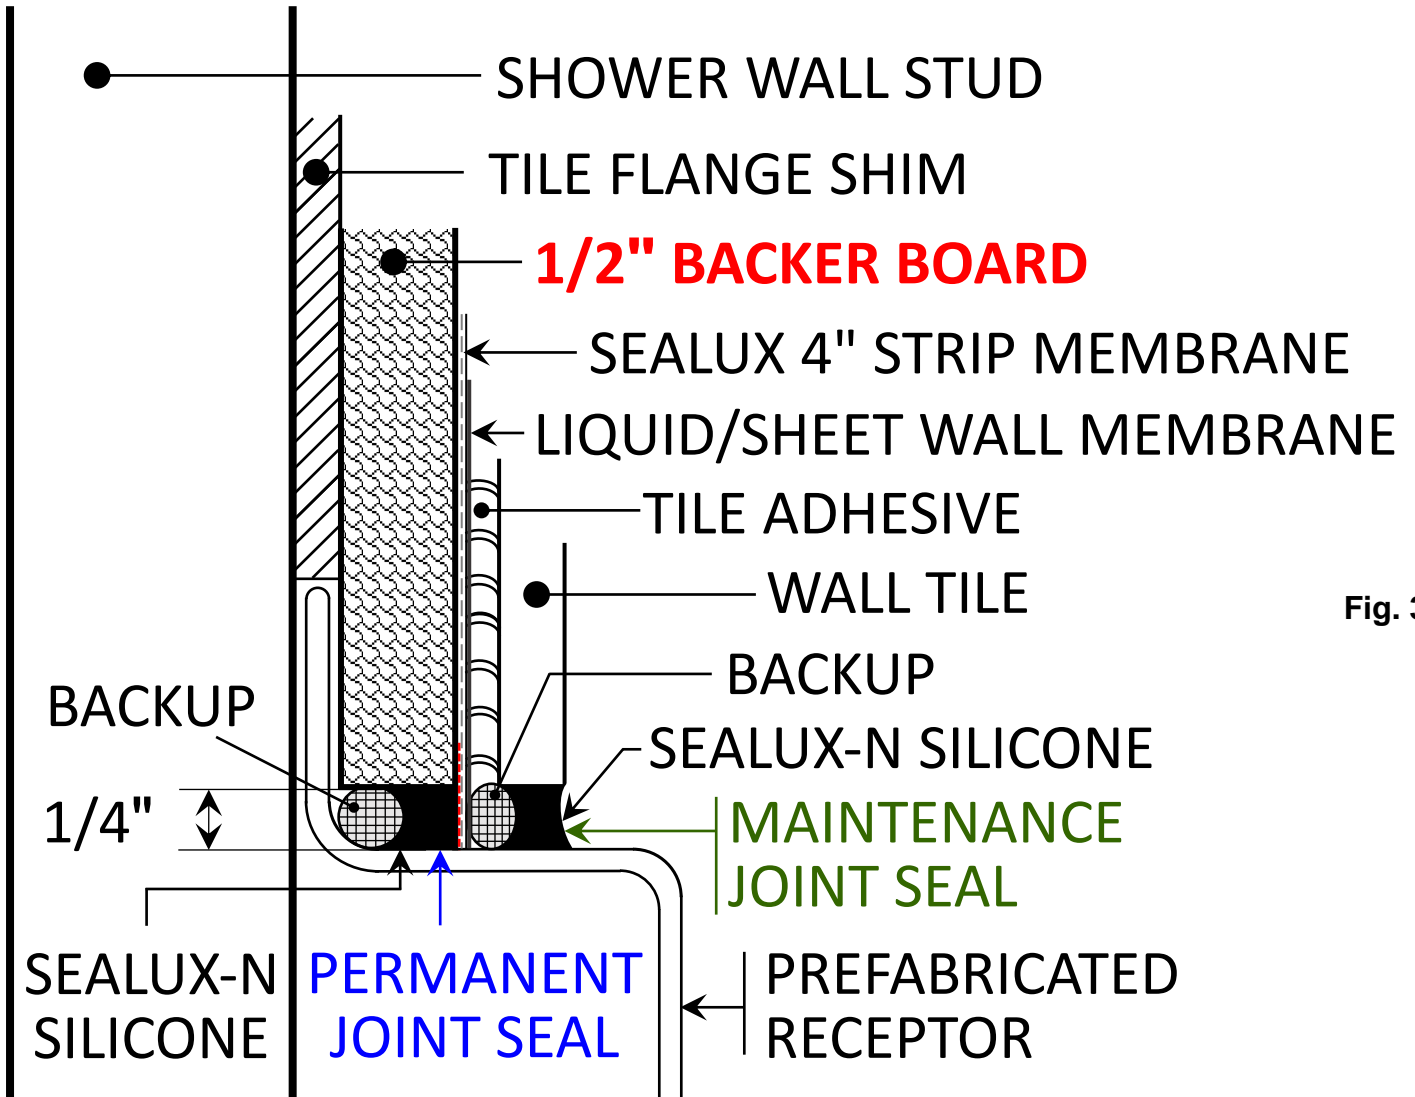 SHOWER WALL STUD
TILE FLANGE SHIM
1/2" BACKER BOARD
SEALUX 4" STRIP MEMBRANE
LIQUID/SHEET WALL MEMBRANE
TILE ADHESIVE
WALL TILE
Fig.
BACKUP
BACKUP
SEALUX-N SILICONE
1/4"
MAINTENANCE
JOINT SEAL
SEALUX-N
SILICONE
PERMANENT
JOINT SEAL
PREFABRICATED
RECEPTOR